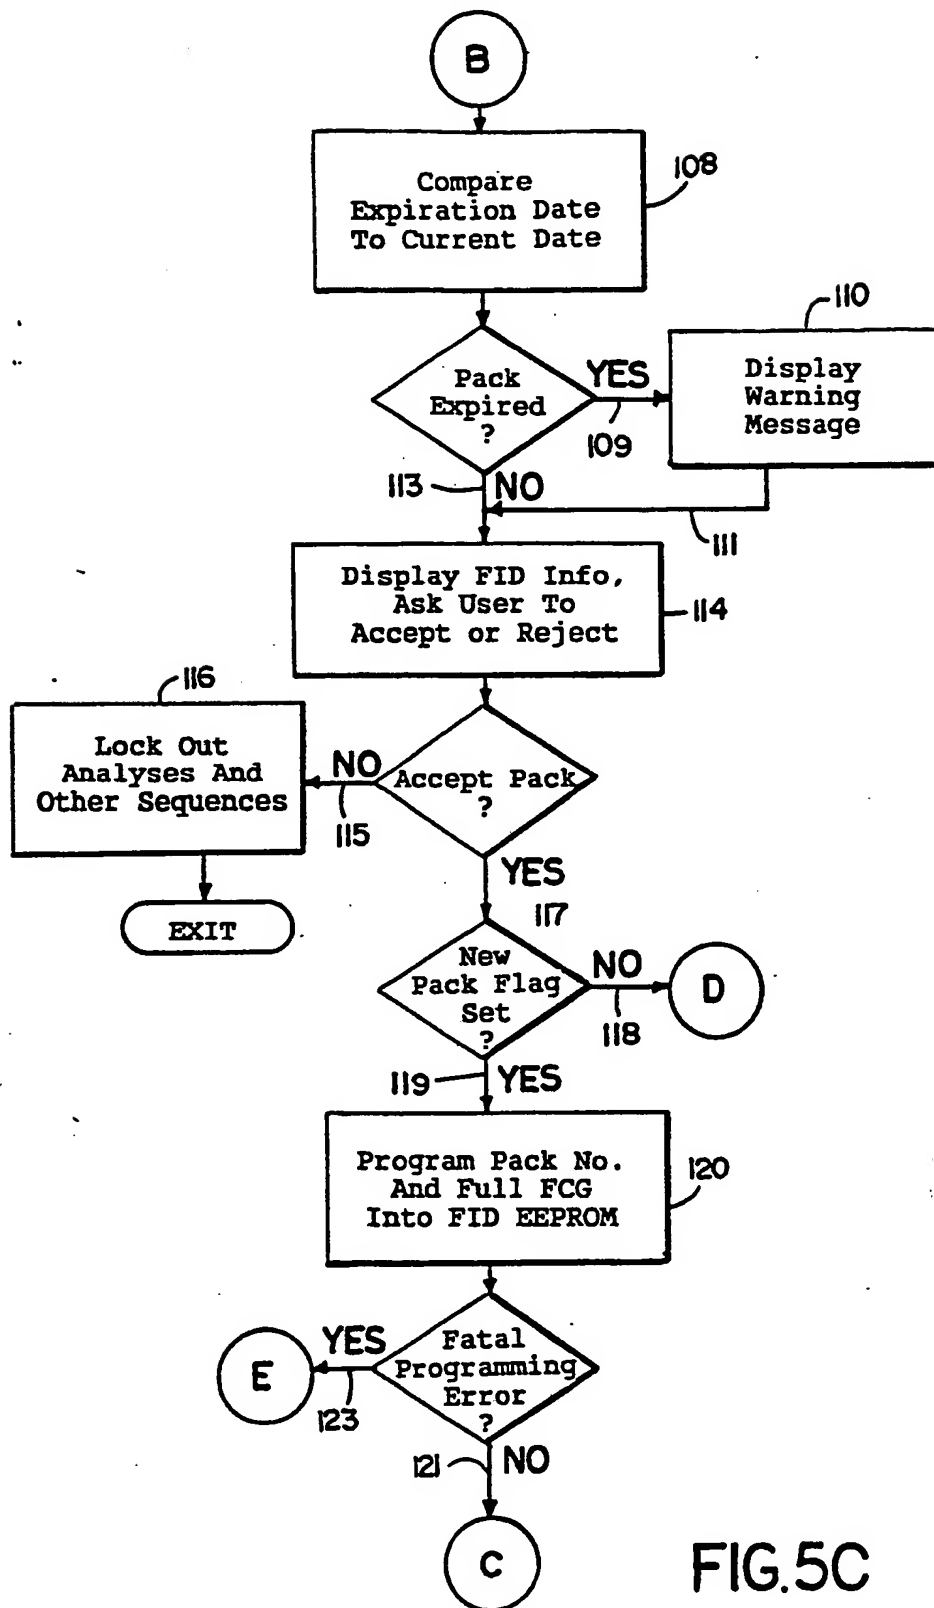 B
Compare
Expiration Date
To Current Date
108
110
Pack
Expired
?
YES
109
Display
Warning
Message
113
NO
111
Display FID Info,
Ask User To
Accept or Reject
114
116
Lock Out
Analyses And
Other Sequences
NO
115
Accept Pack
?
YES
EXIT
117
New
Pack Flag
Set
?
NO
118
D
119
YES
Program Pack No.
And Full FCG
Into FID EEPROM
120
E
YES
123
Fatal
Programming
Error
?
121
NO
C
FIG.5C